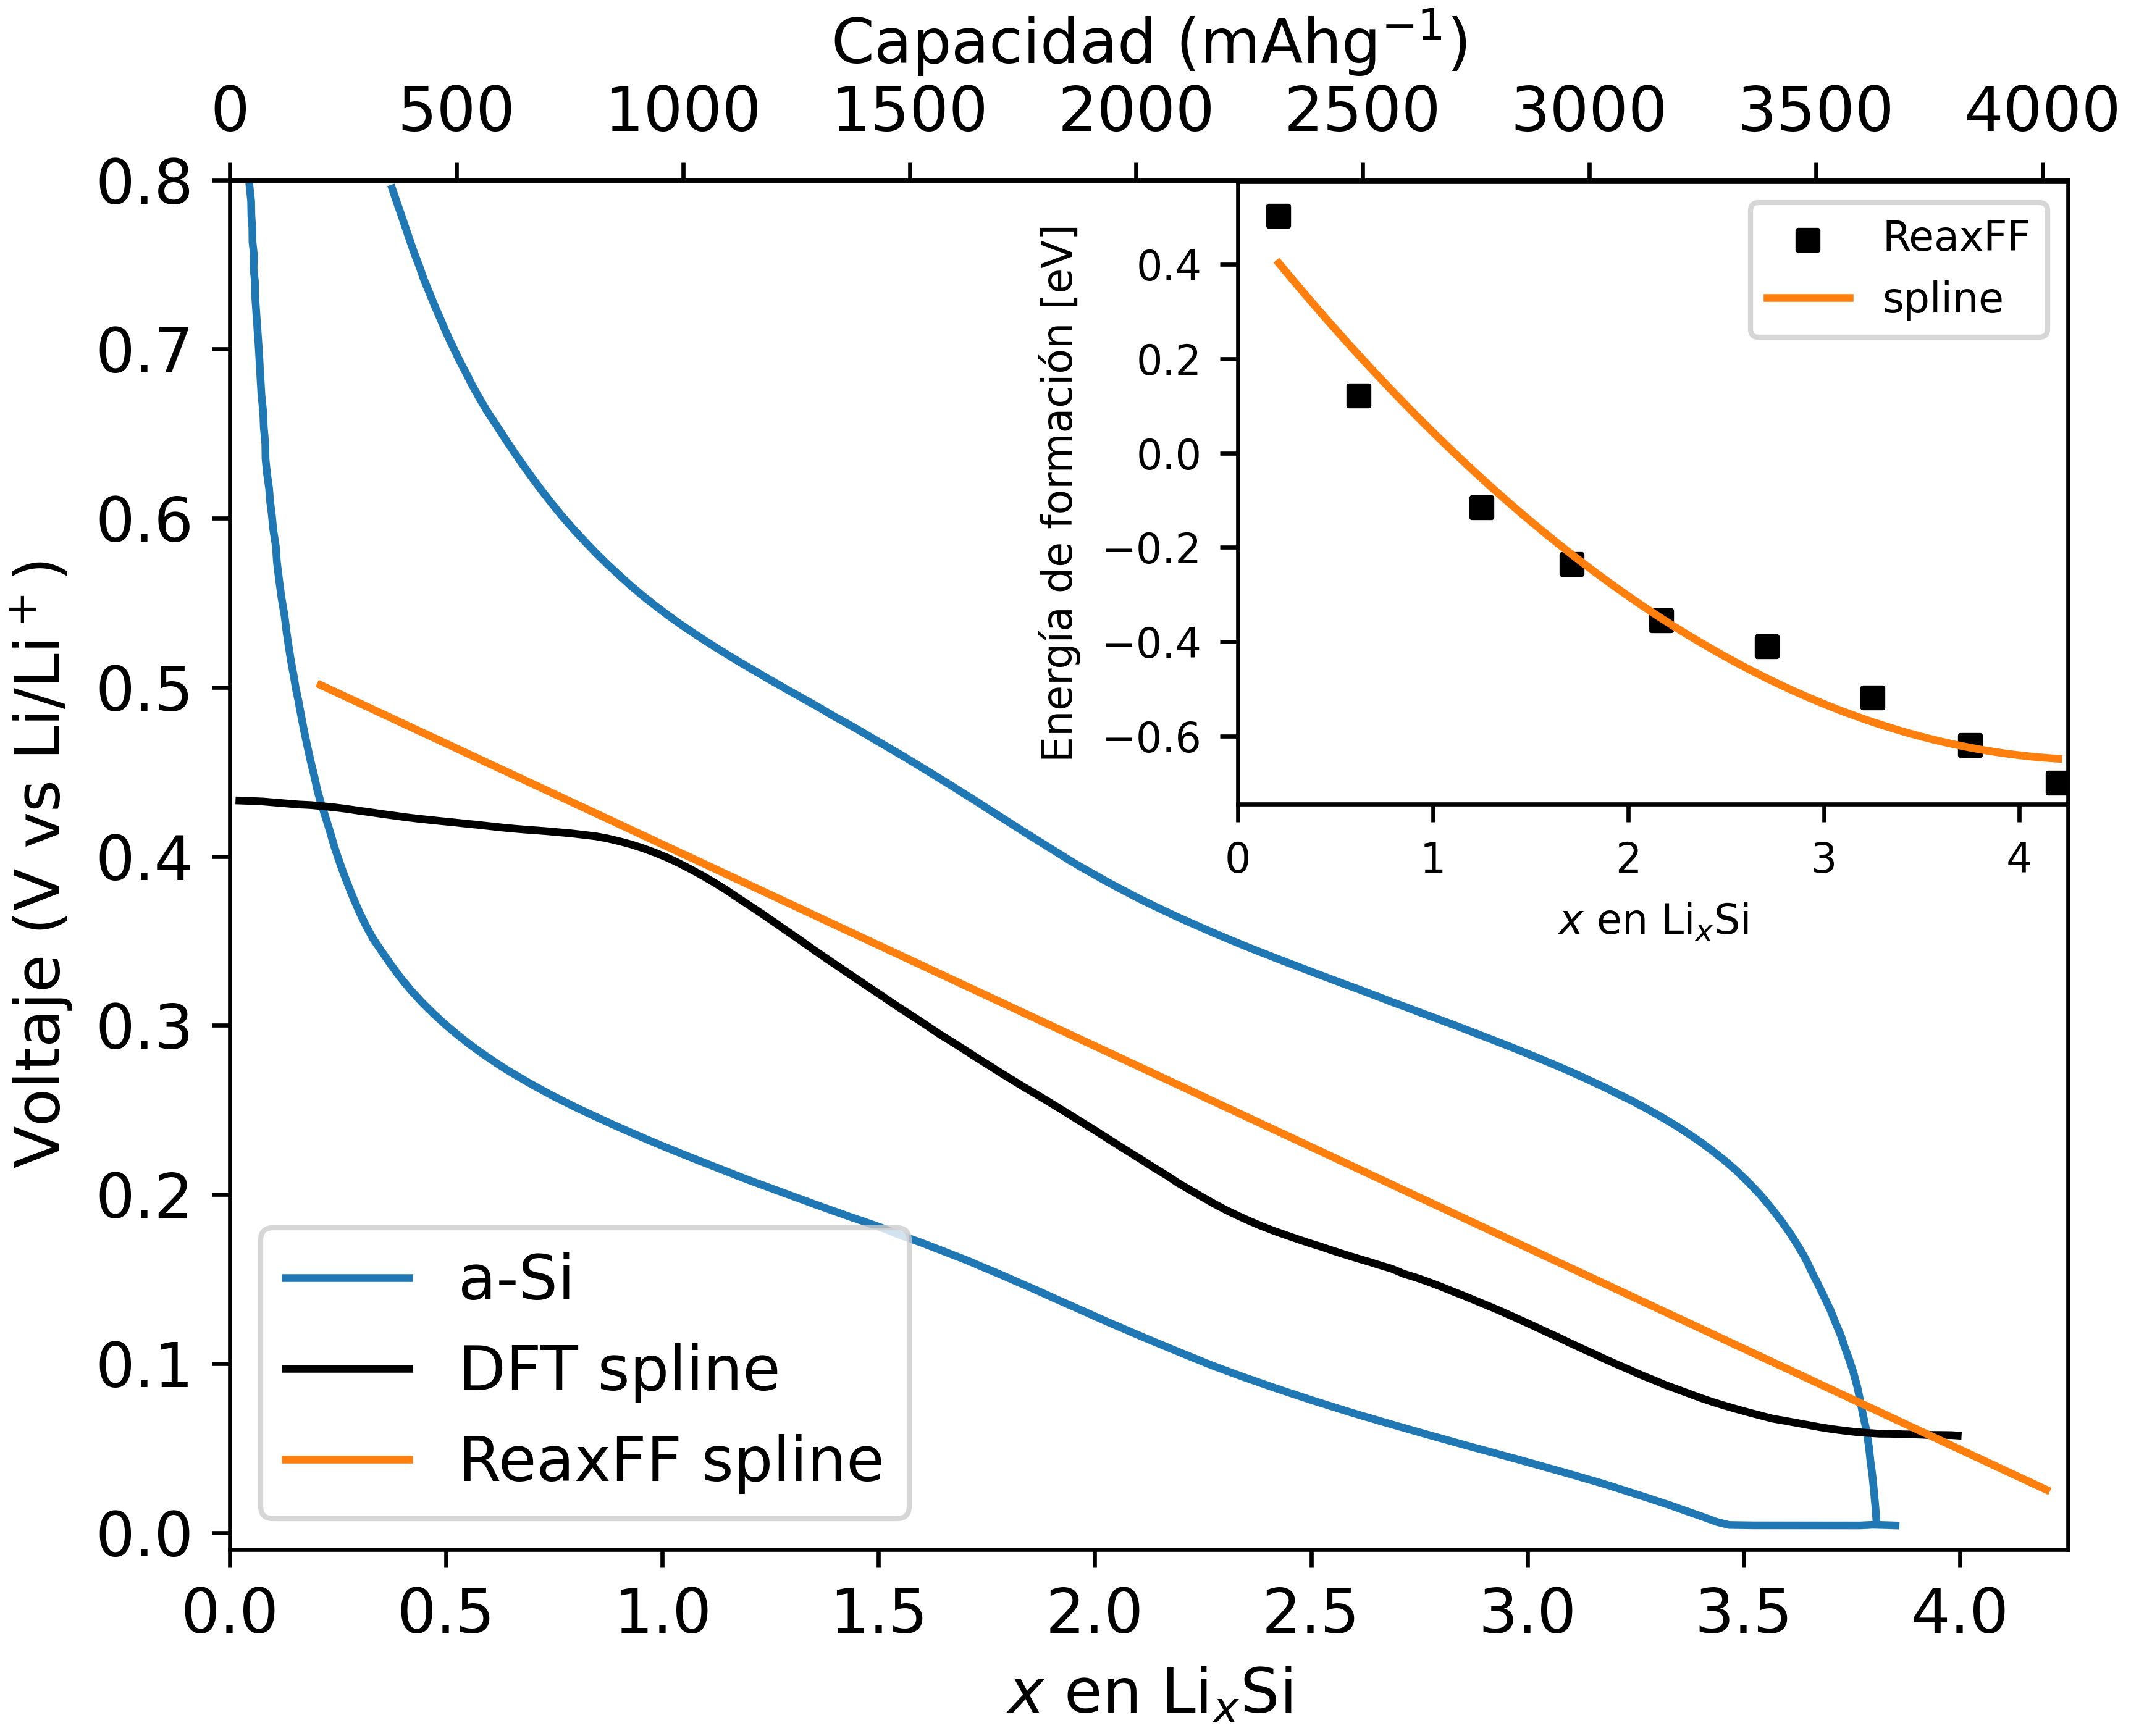 Capacidad (mAhg⁻¹)
0 500 1000 1500 2000 2500 3000 3500 4000
Voltaje (V vs Li/Li⁺)
0.8
0.7
0.6
0.5
0.4
0.3
0.2
0.1
0.0
Energía de formación [eV]
0.4
0.2
0.0
−0.2
−0.4
−0.6
ReaxFF
spline
0 1 2 3 4
x en LiₓSi
a-Si
DFT spline
ReaxFF spline
0.0 0.5 1.0 1.5 2.0 2.5 3.0 3.5 4.0
x en LiₓSi